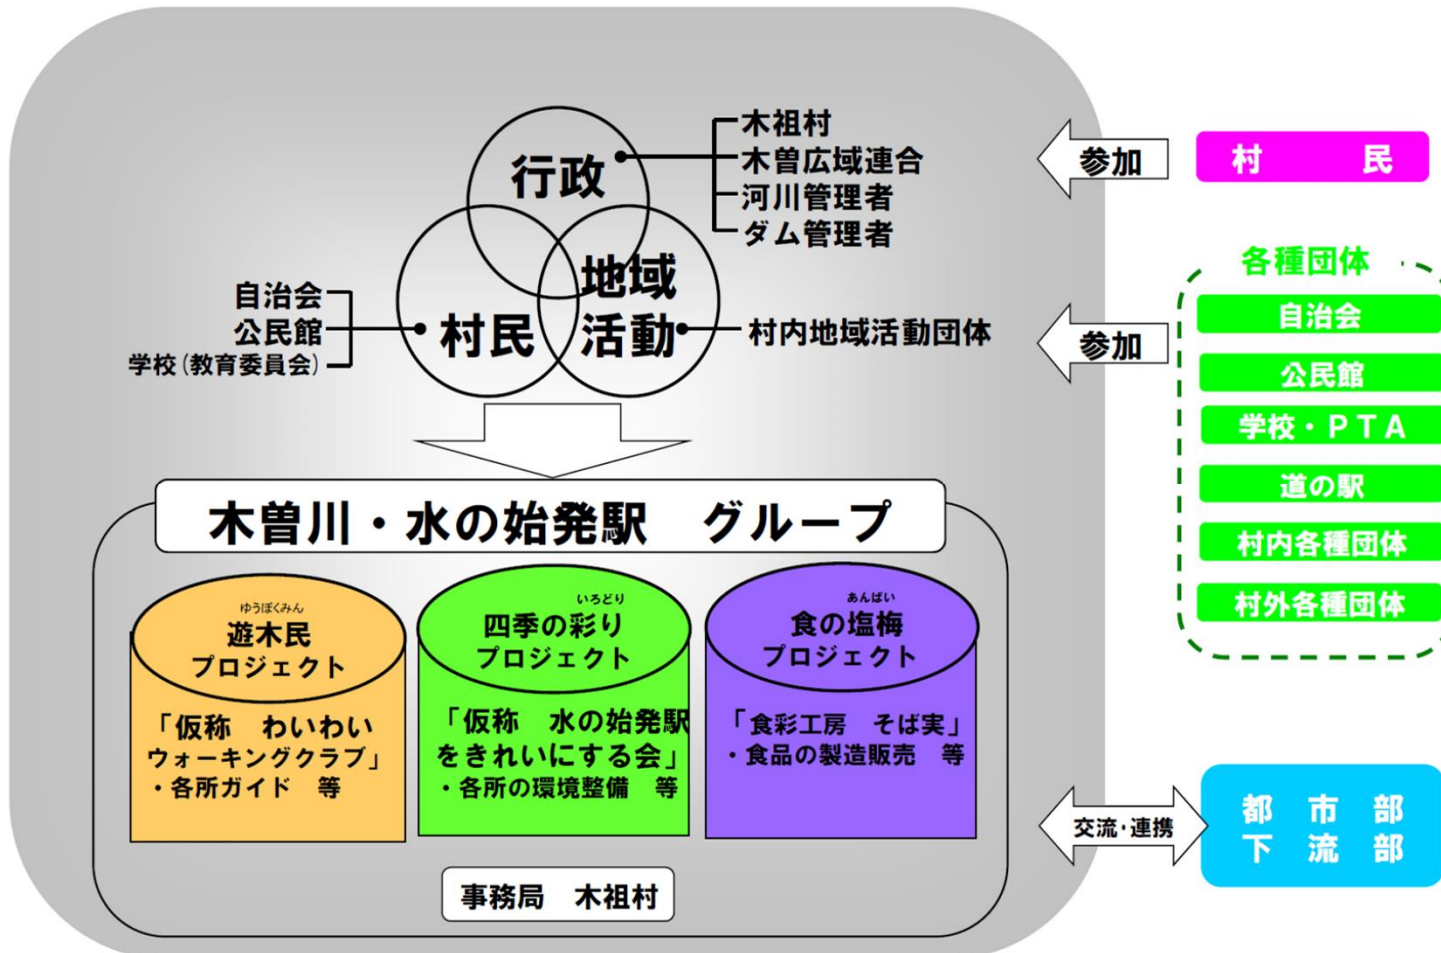 行政
木祖村
木曽広域連合
河川管理者
ダム管理者
自治会
公民館
学校(教育委員会)
村民
地域
活動
村内地域活動団体
木曽川・水の始発駅　グループ
ゆうぼくみん
遊木民
プロジェクト
「仮称　わいわい
ウォーキングクラブ」
・各所ガイド　等
いろどり
四季の彩り
プロジェクト
「仮称　水の始発駅
をきれいにする会」
・各所の環境整備　等
あんばい
食の塩梅
プロジェクト
「食彩工房　そば実」
・食品の製造販売　等
事務局　木祖村
参加
村　　民
参加
各種団体
自治会
公民館
学校・ＰＴＡ
道の駅
村内各種団体
村外各種団体
交流・連携
都　市　部
下　流　部